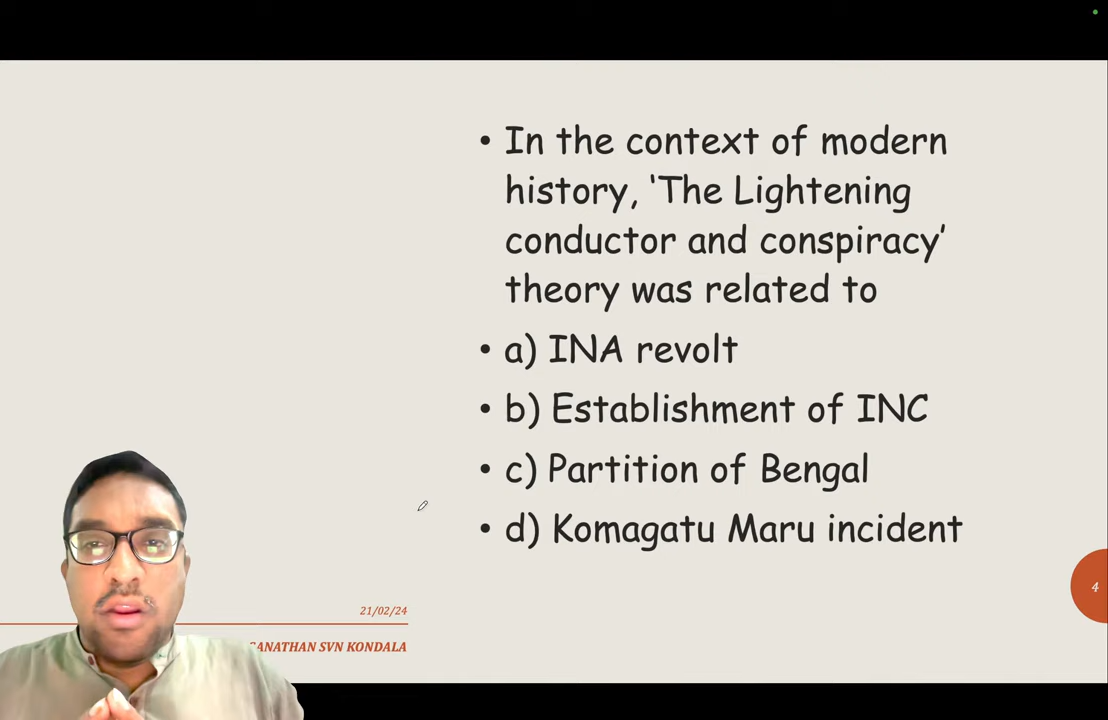 • In the context of modern
history, ‘The Lightening
conductor and conspiracy’
theory was related to
• a) INA revolt
• b) Establishment of INC
• c) Partition of Bengal
• d) Komagatu Maru incident
4
21/02/24
SANATHAN SVN KONDALA